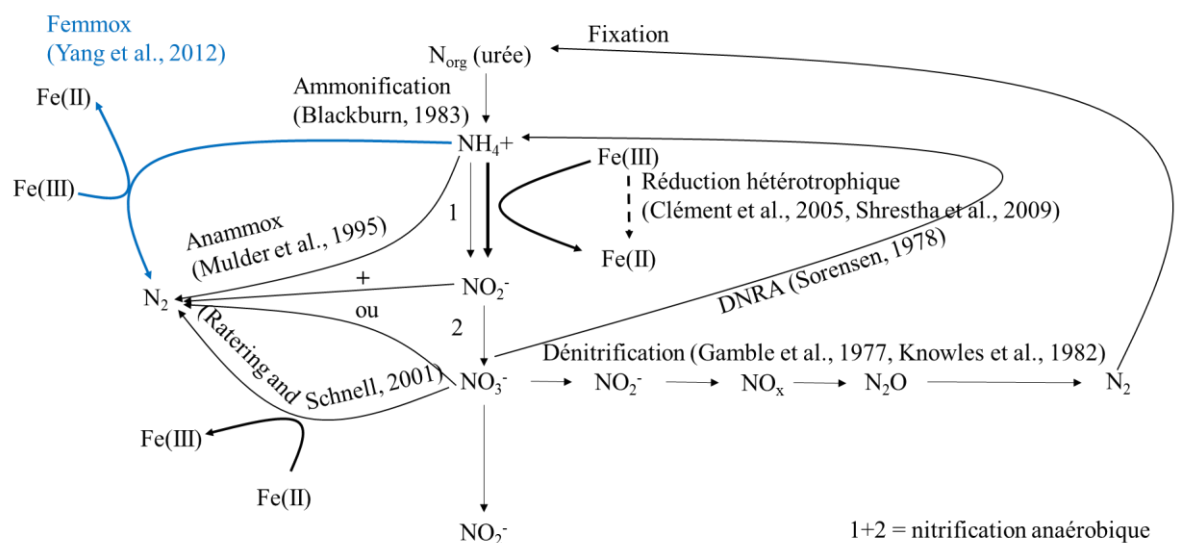 Femmox
(Yang et al., 2012)
Fixation
N_org (urée)
Ammonification
(Blackburn, 1983)
Fe(II)
NH₄+
Fe(III)
Fe(III)
Réduction hétérotrophique
(Clément et al., 2005, Shrestha et al., 2009)
1
Anammox
(Mulder et al., 1995)
Fe(II)
DNRA (Sorensen, 1978)
+
NO₂⁻
N₂
ou
2
(Ratering and Schnell, 2001)
Dénitrification (Gamble et al., 1977, Knowles et al., 1982)
NO₃⁻
NO₂⁻
NOₓ
N₂O
N₂
Fe(III)
Fe(II)
NO₂⁻
1+2 = nitrification anaérobique